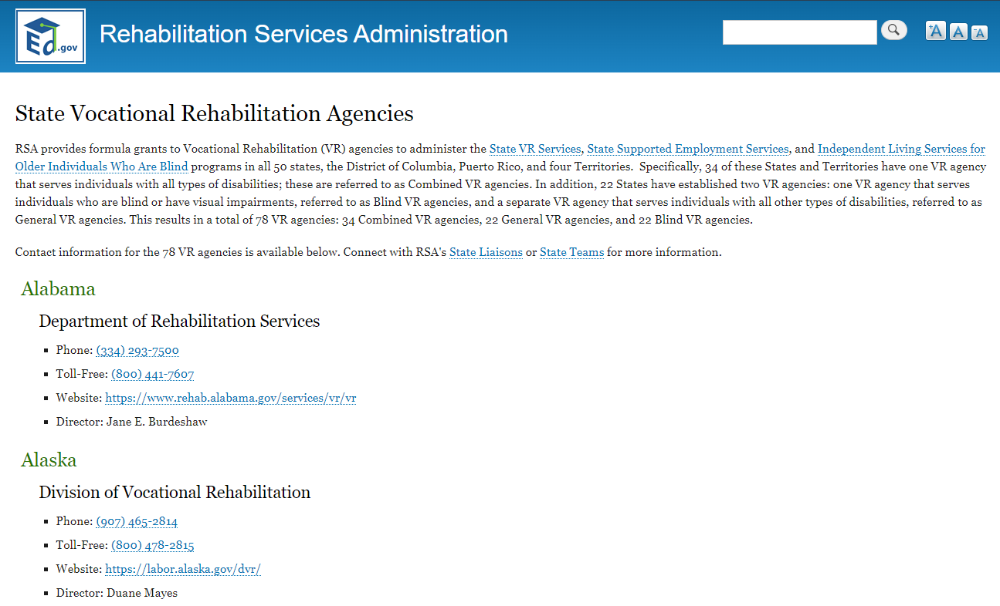 Ed.gov
Rehabilitation Services Administration
+A A -A
State Vocational Rehabilitation Agencies
RSA provides formula grants to Vocational Rehabilitation (VR) agencies to administer the State VR Services, State Supported Employment Services, and Independent Living Services for
Older Individuals Who Are Blind programs in all 50 states, the District of Columbia, Puerto Rico, and four Territories.  Specifically, 34 of these States and Territories have one VR agency
that serves individuals with all types of disabilities; these are referred to as Combined VR agencies. In addition, 22 States have established two VR agencies: one VR agency that serves
individuals who are blind or have visual impairments, referred to as Blind VR agencies, and a separate VR agency that serves individuals with all other types of disabilities, referred to as
General VR agencies. This results in a total of 78 VR agencies: 34 Combined VR agencies, 22 General VR agencies, and 22 Blind VR agencies.
Contact information for the 78 VR agencies is available below. Connect with RSA's State Liaisons or State Teams for more information.
Alabama
Department of Rehabilitation Services
▪ Phone: (334) 293-7500
▪ Toll-Free: (800) 441-7607
▪ Website: https://www.rehab.alabama.gov/services/vr/vr
▪ Director: Jane E. Burdeshaw
Alaska
Division of Vocational Rehabilitation
▪ Phone: (907) 465-2814
▪ Toll-Free: (800) 478-2815
▪ Website: https://labor.alaska.gov/dvr/
▪ Director: Duane Mayes